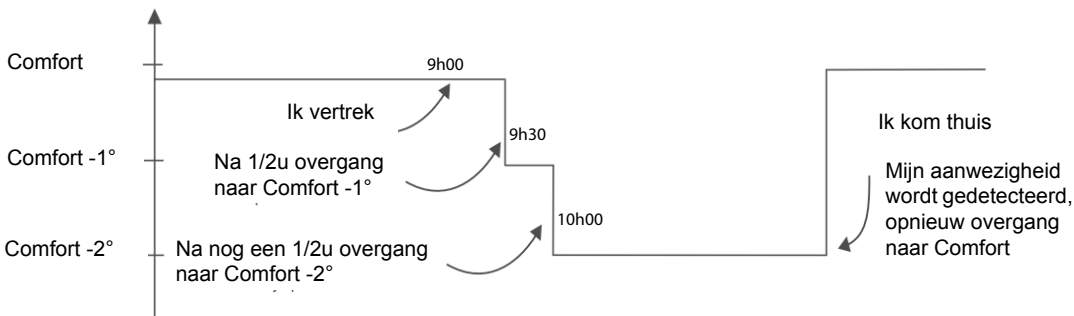 Comfort
9h00
Ik vertrek
Ik kom thuis
9h30
Comfort -1°
Na 1/2u overgang
naar Comfort -1°
Mijn aanwezigheid
wordt gedetecteerd,
opnieuw overgang
naar Comfort
10h00
Comfort -2°
Na nog een 1/2u overgang
naar Comfort -2°